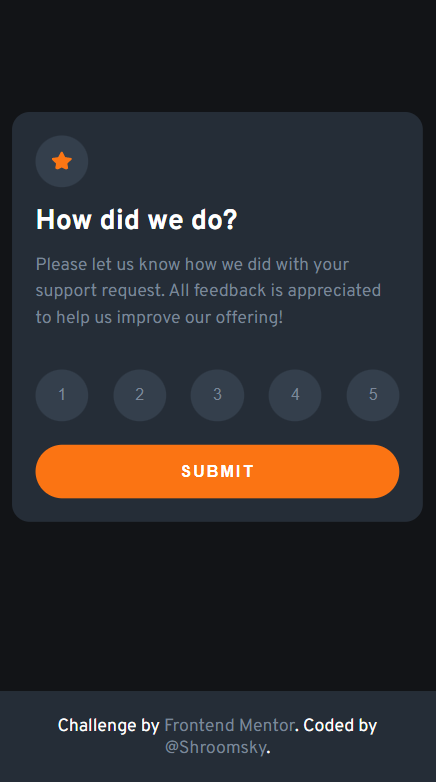 How did we do?
Please let us know how we did with your
support request. All feedback is appreciated
to help us improve our offering!
1 2 3 4 5
SUBMIT
Challenge by Frontend Mentor. Coded by
@Shroomsky.